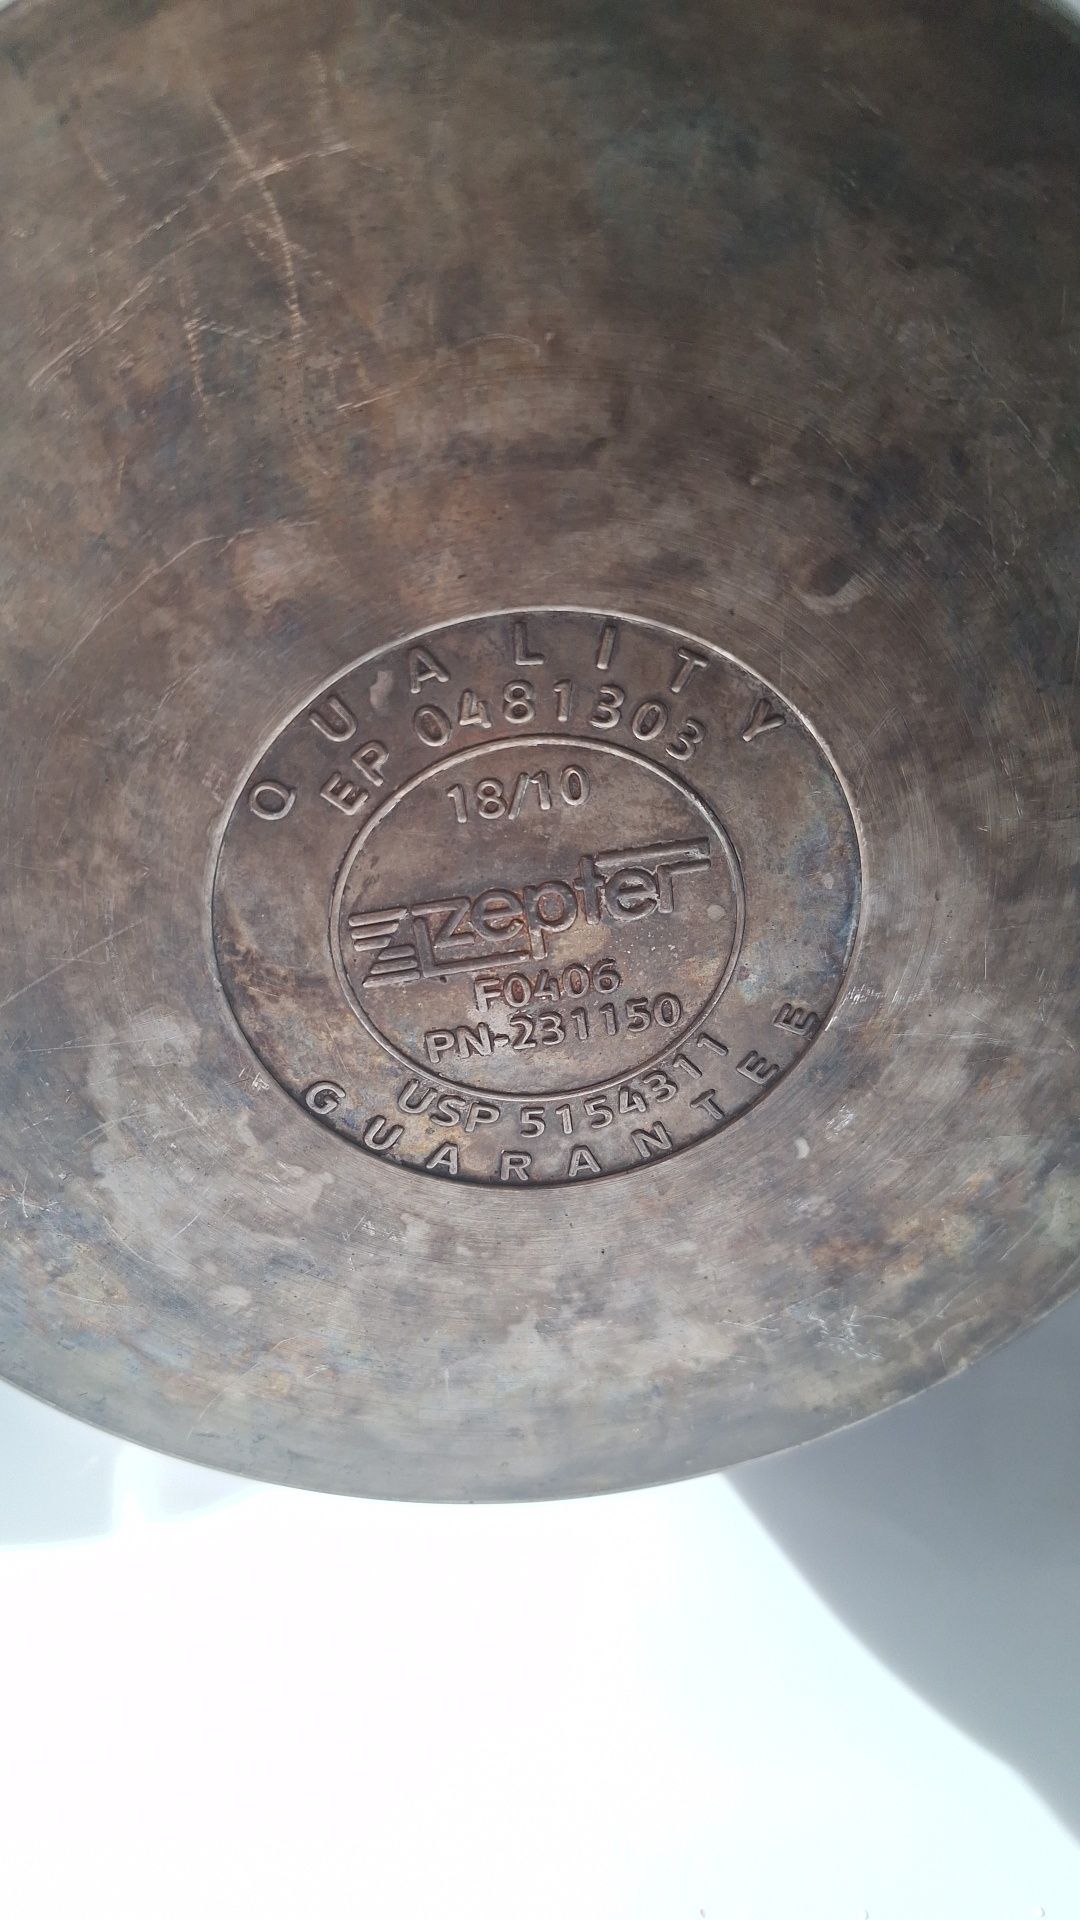 QUALITY
EP 0481303
18/10
zepter
F0406
PN-231150
USP 5154311
GUARANTEE